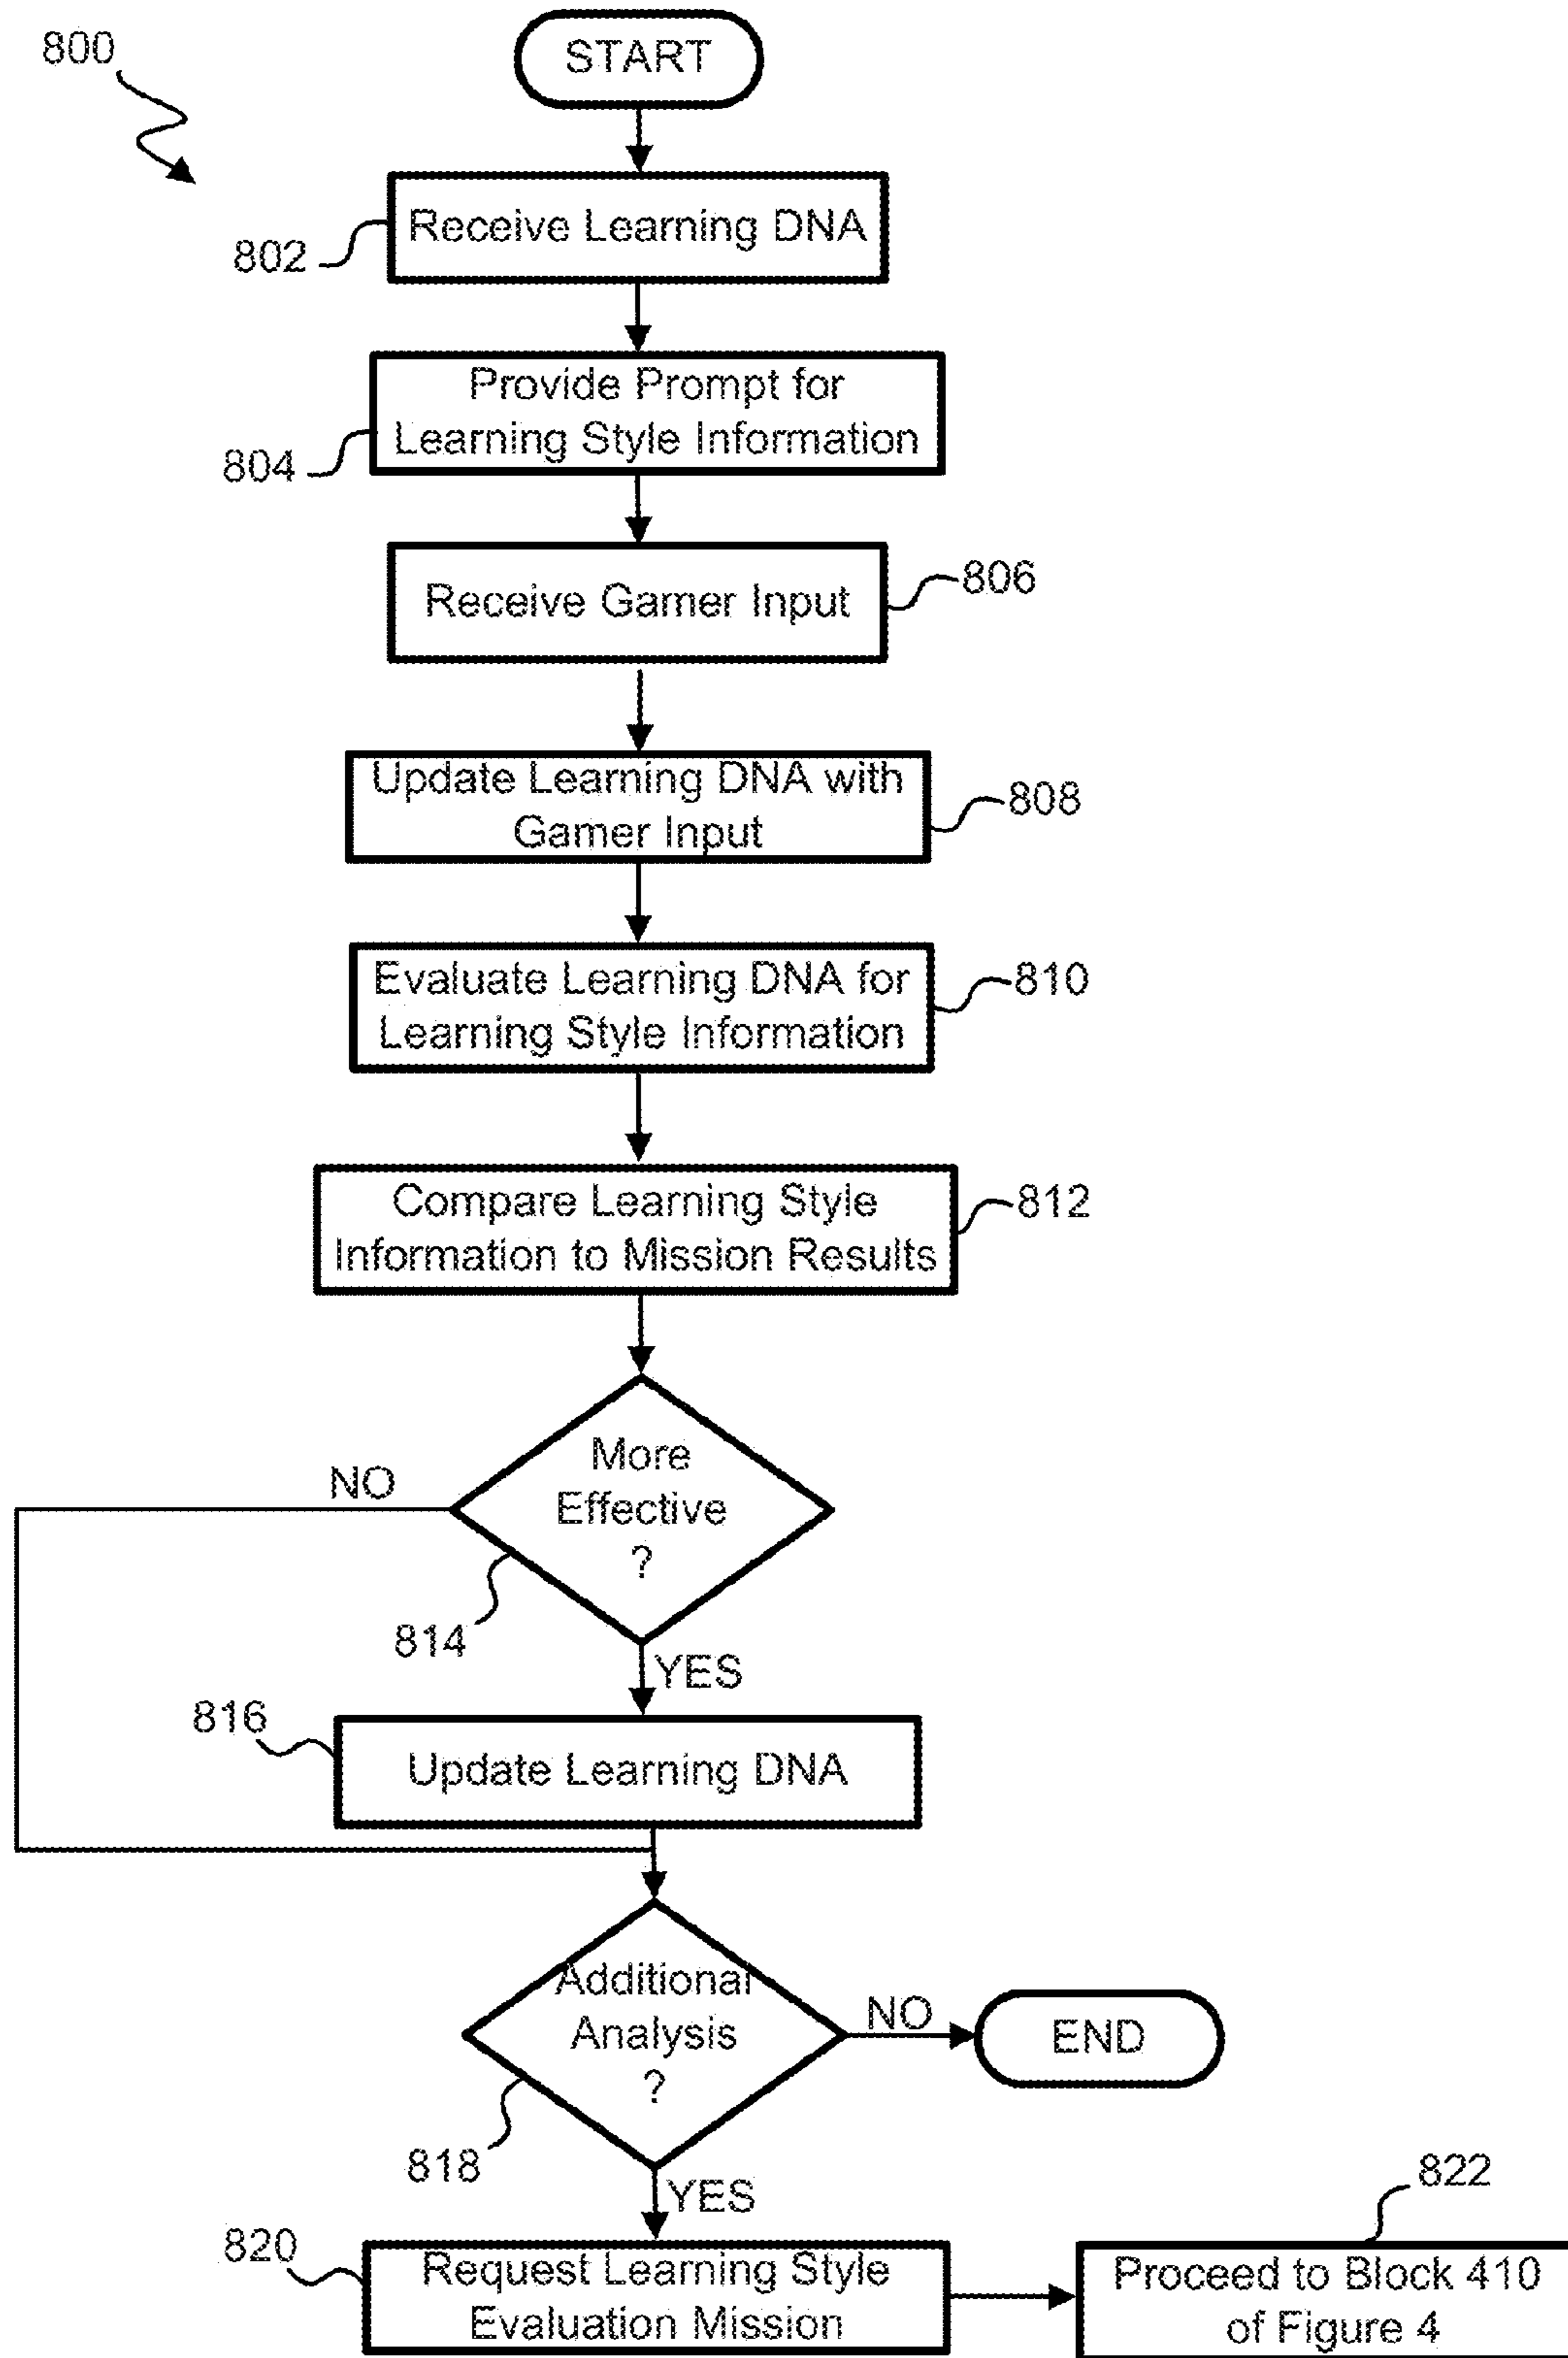 800
START
Receive Learning DNA
802
Provide Prompt for
Learning Style Information
804
Receive Gamer Input
806
Update Learning DNA with
Gamer Input
808
Evaluate Learning DNA for
Learning Style Information
810
Compare Learning Style
Information to Mission Results
812
More
Effective
?
NO
814
YES
816
Update Learning DNA
Additional
Analysis
?
NO
END
818
YES
820
Request Learning Style
Evaluation Mission
822
Proceed to Block 410
of Figure 4